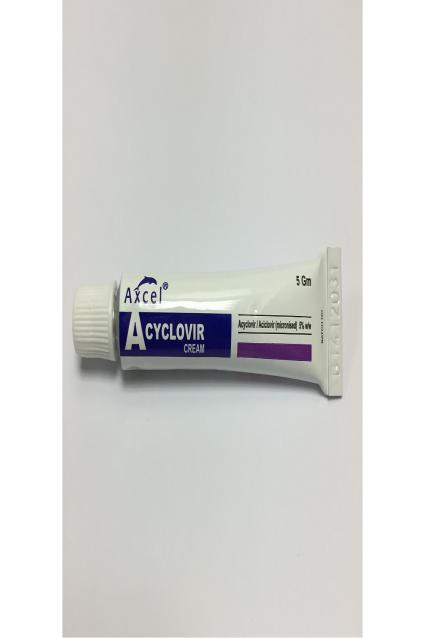 Axcel®
ACYCLOVIR
CREAM
5 Gm
Acyclovir / Aciclovir (micronised) 5% w/w